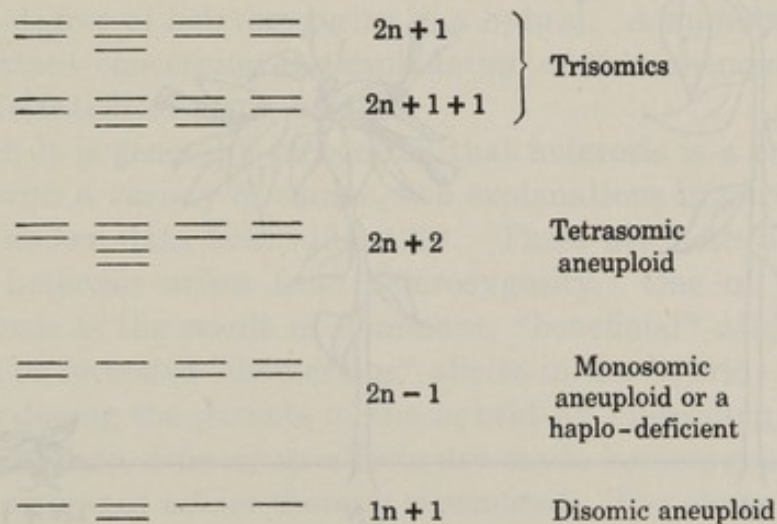 2n + 1
Trisomics
2n + 1 + 1
2n + 2
Tetrasomic
aneuploid
2n − 1
Monosomic
aneuploid or a
haplo-deficient
1n + 1
Disomic aneuploid